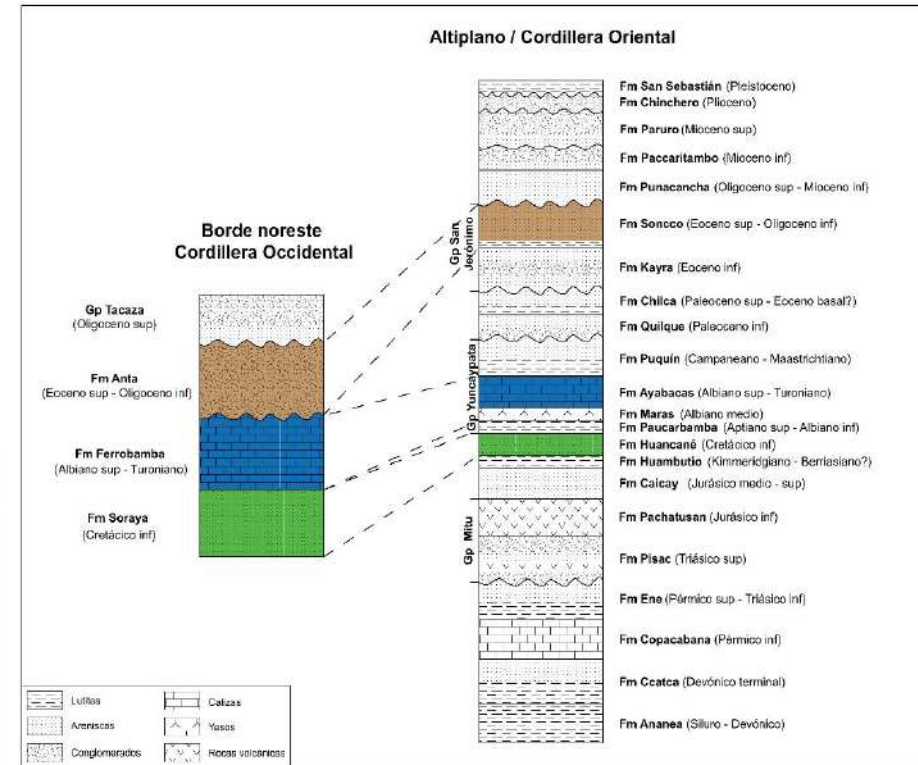 Altiplano / Cordillera Oriental
Borde noreste
Cordillera Occidental
Gp Tacaza
(Oligoceno sup)
Fm Anta
(Eoceno sup - Oligoceno inf)
Fm Ferrobamba
(Albiano sup - Turoniano)
Fm Soraya
(Cretácico inf)
Gp San
Jerónimo
Gp Yuncaypata
Gp Mitu
Fm San Sebastián (Pleistoceno)
Fm Chinchero (Plioceno)
Fm Paruro (Mioceno sup)
Fm Paccaritambo (Mioceno inf)
Fm Punacancha (Oligoceno sup - Mioceno inf)
Fm Soncco (Eoceno sup - Oligoceno inf)
Fm Kayra (Eoceno inf)
Fm Chilca (Paleoceno sup - Eoceno basal?)
Fm Quilque (Paleoceno inf)
Fm Puquín (Campaneano - Maastrichtiano)
Fm Ayabacas (Albiano sup - Turoniano)
Fm Maras (Albiano medio)
Fm Paucarbamba (Aptiano sup - Albiano inf)
Fm Huancané (Cretácico inf)
Fm Huambutio (Kimmeridgiano - Berriasiano?)
Fm Caicay (Jurásico medio - sup)
Fm Pachatusan (Jurásico inf)
Fm Pisac (Triásico sup)
Fm Ene (Pérmico sup - Triásico inf)
Fm Copacabana (Pérmico inf)
Fm Ccatca (Devónico terminal)
Fm Ananea (Siluro - Devónico)
Lutitas
Areniscas
Conglomerados
Calizas
Yesos
Rocas volcánicas